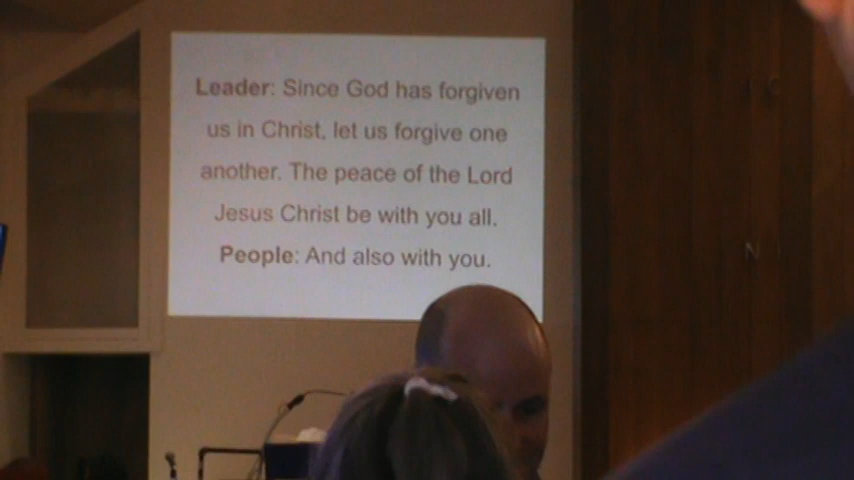 Leader: Since God has forgiven
us in Christ, let us forgive one
another. The peace of the Lord
Jesus Christ be with you all.
People: And also with you.
N